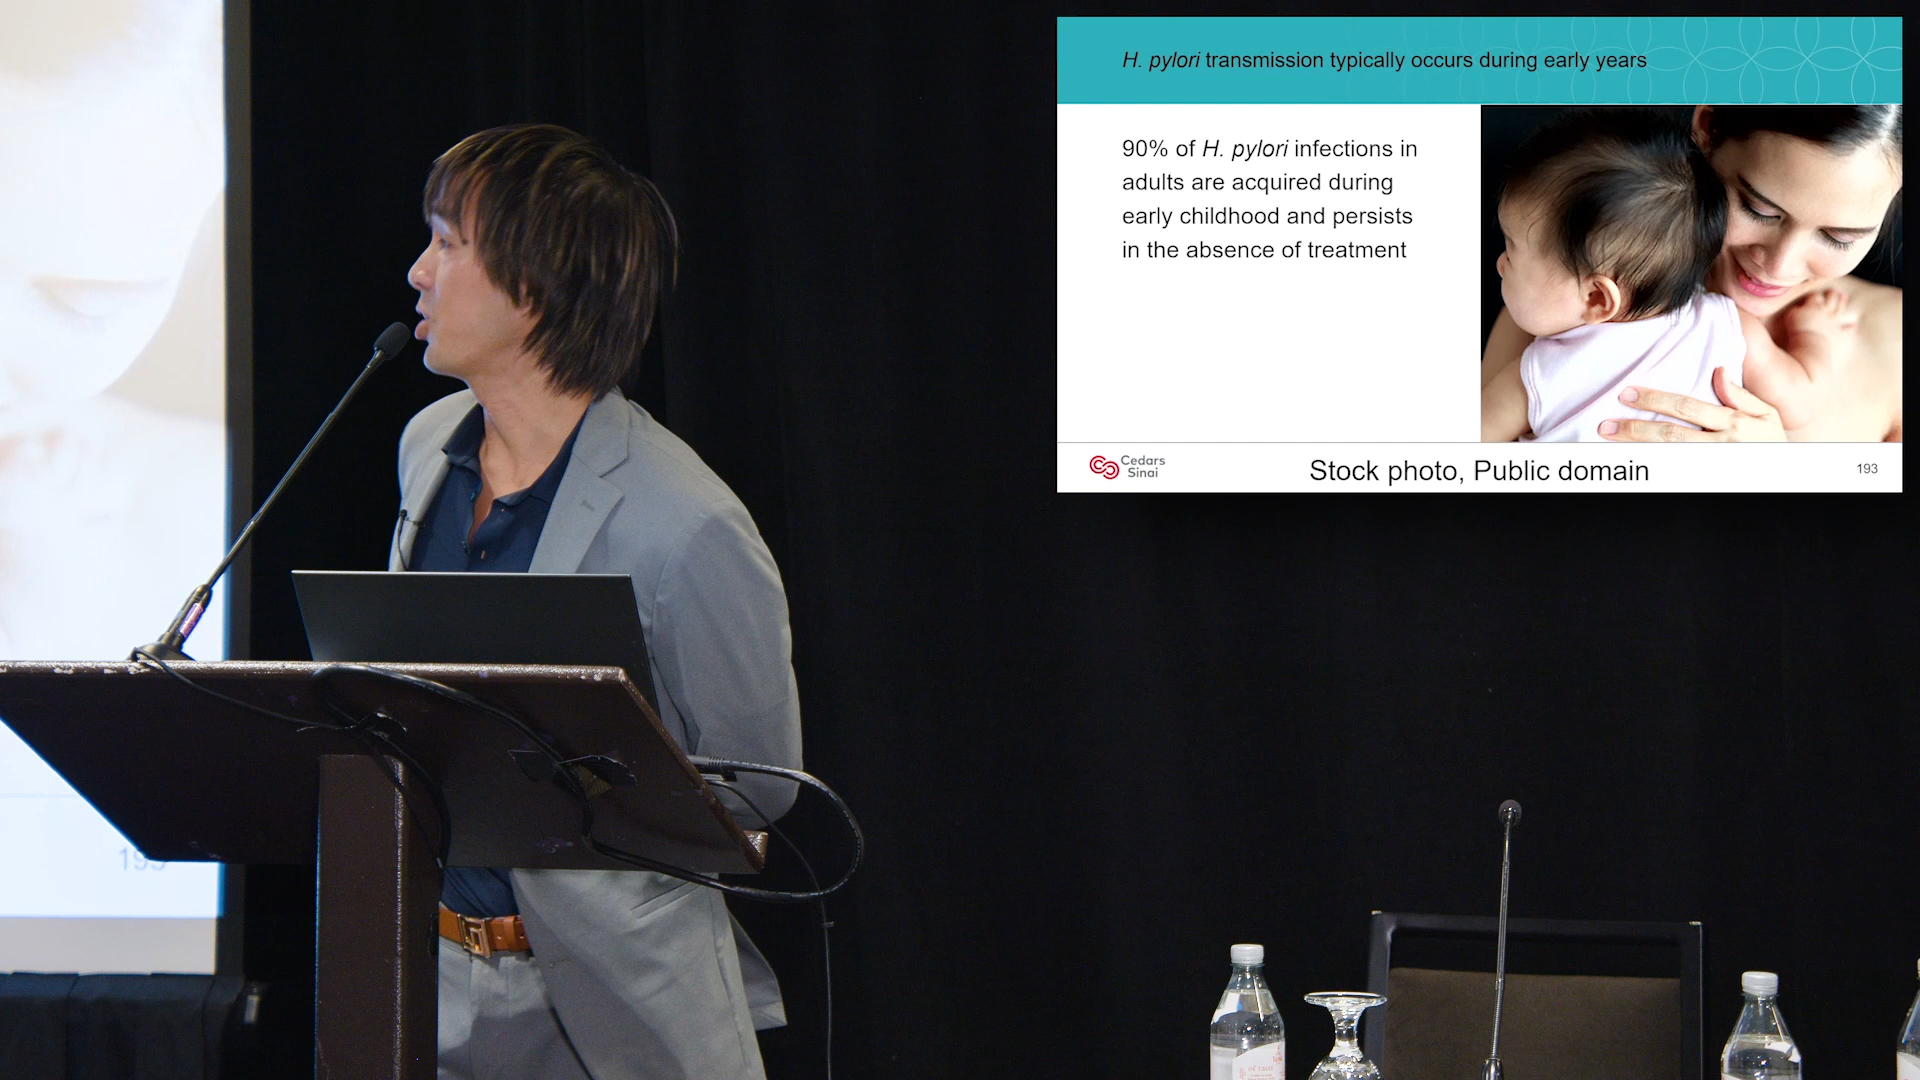 H. pylori transmission typically occurs during early years
90% of H. pylori infections in
adults are acquired during
early childhood and persists
in the absence of treatment
Cedars
Sinai
Stock photo, Public domain
193
193